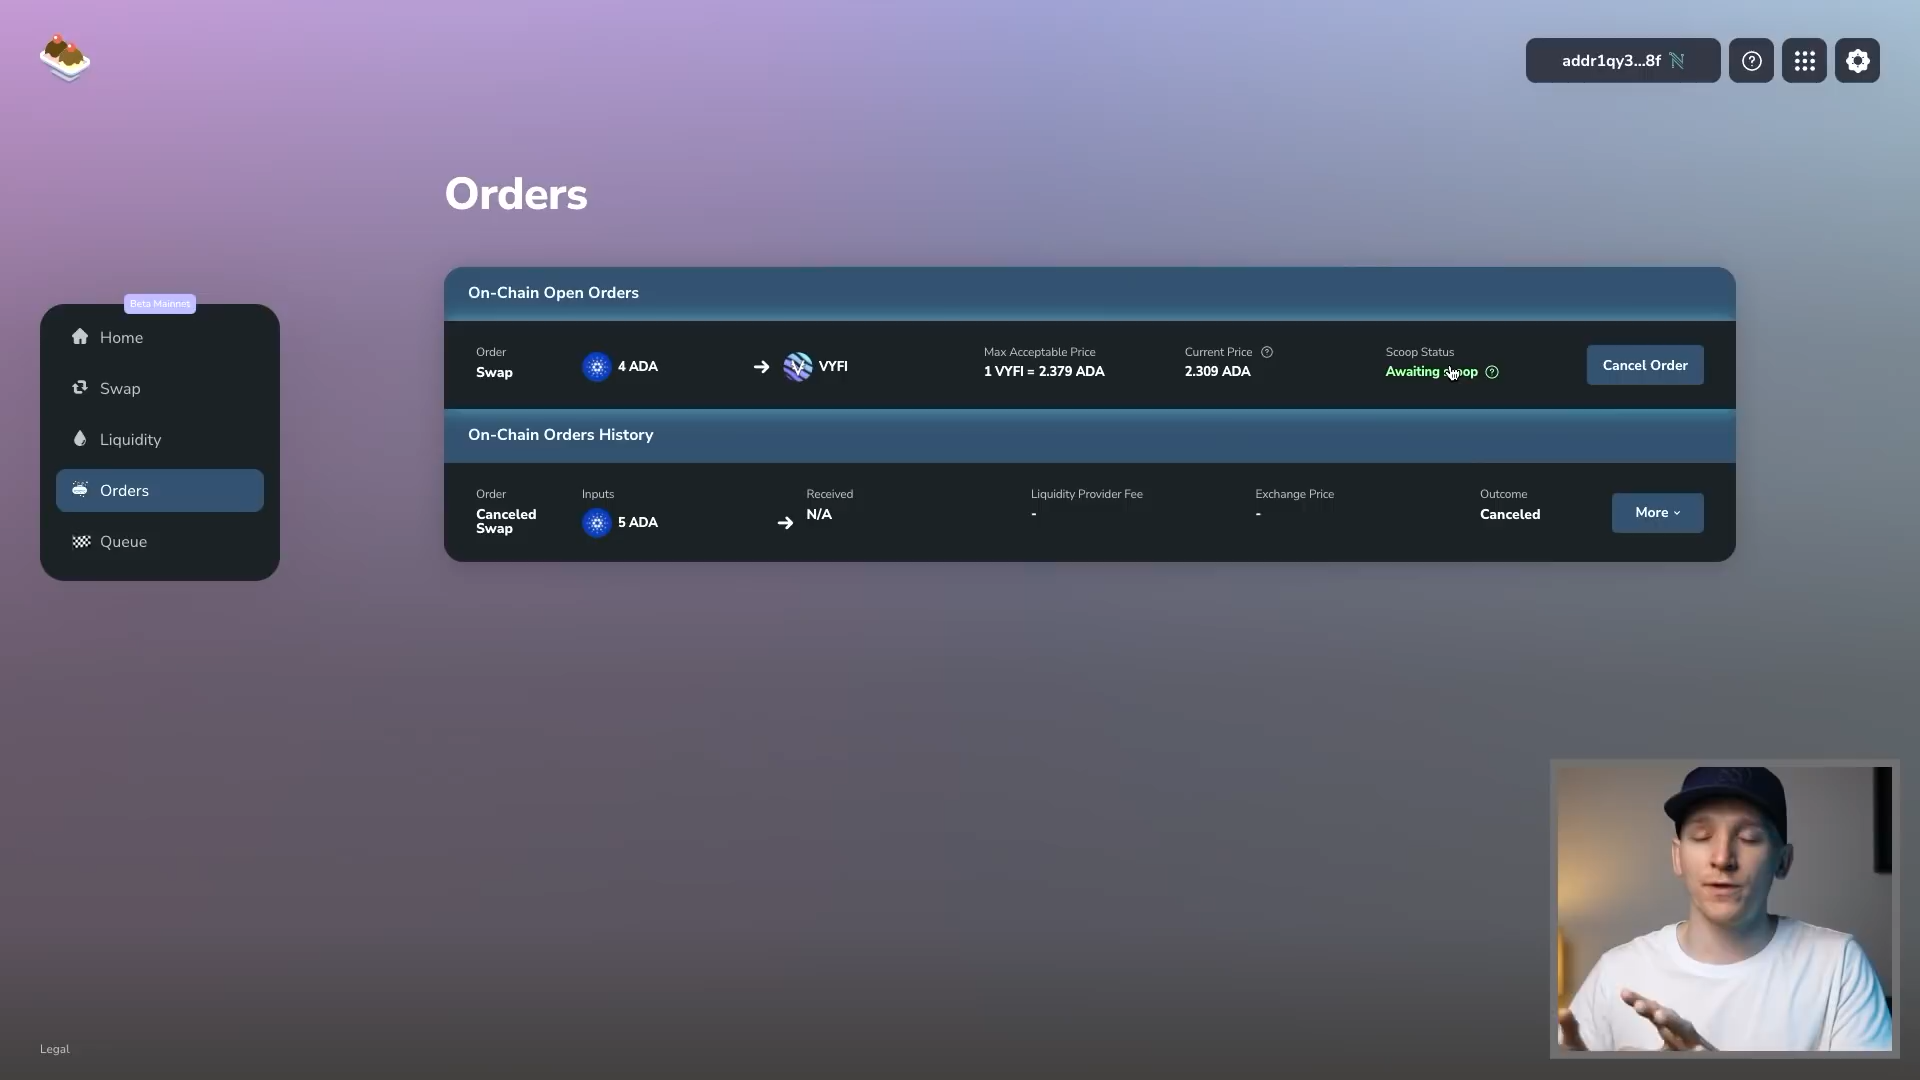 addr1qy3...8f
Orders
On-Chain Open Orders
Order
Swap
4 ADA
VYFI
Max Acceptable Price
1 VYFI = 2.379 ADA
Current Price
2.309 ADA
Scoop Status
Awaiting scoop
Cancel Order
On-Chain Orders History
Order
Canceled
Swap
Inputs
5 ADA
Received
N/A
Liquidity Provider Fee
-
Exchange Price
-
Outcome
Canceled
More
Beta Mainnet
Home
Swap
Liquidity
Orders
Queue
Legal